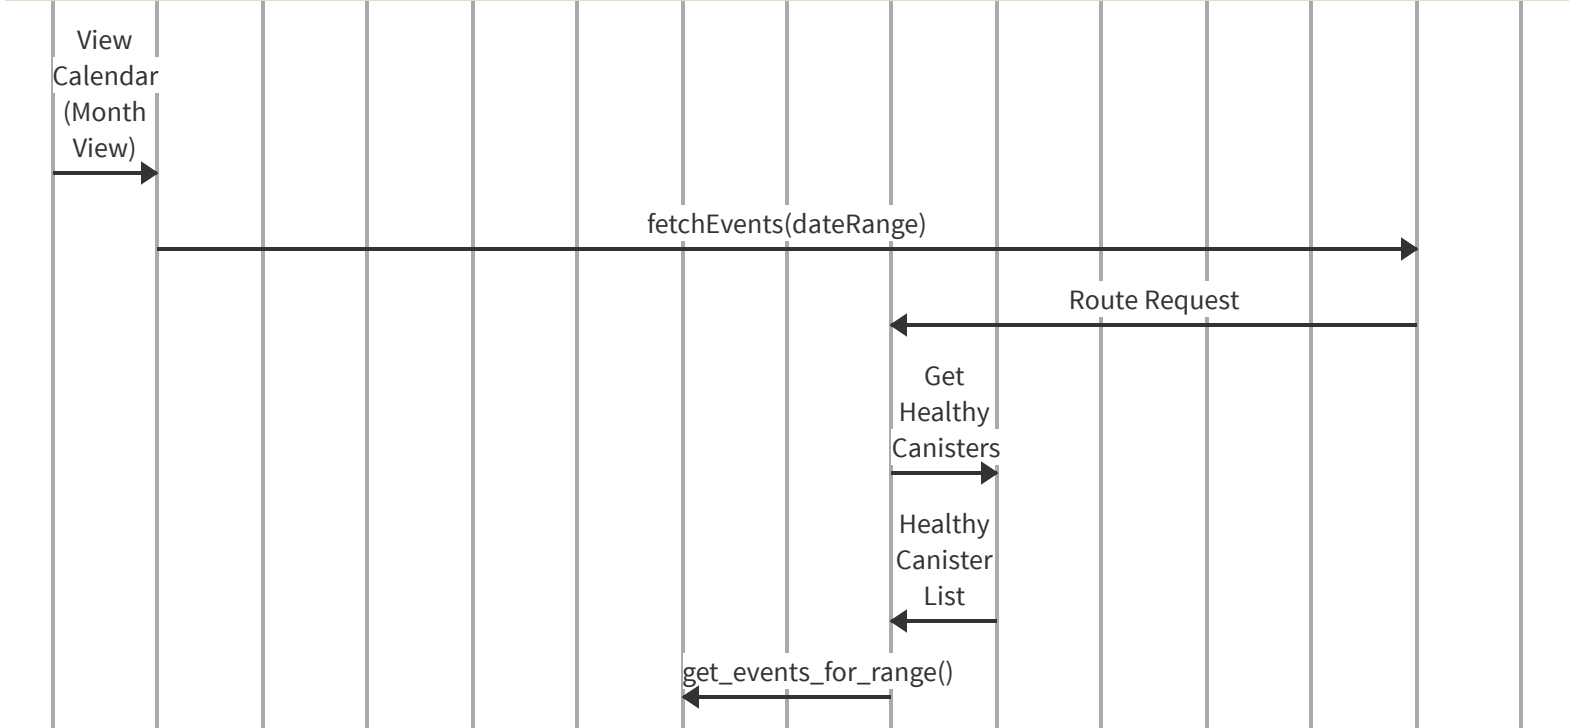 View
Calendar
(Month
View)
fetchEvents(dateRange)
Route Request
Get
Healthy
Canisters
Healthy
Canister
List
get_events_for_range()